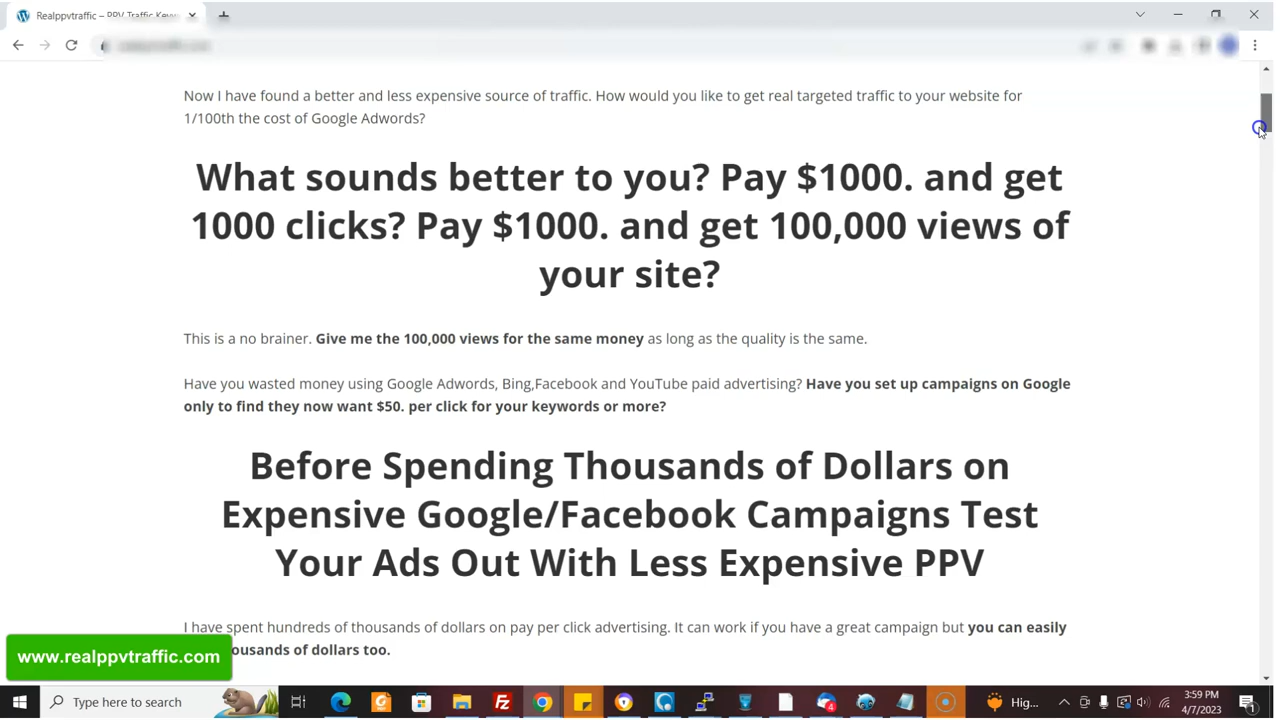 Realppvtraffic – PPV Traffic Keyw
Now I have found a better and less expensive source of traffic. How would you like to get real targeted traffic to your website for
1/100th the cost of Google Adwords?
What sounds better to you? Pay $1000. and get
1000 clicks? Pay $1000. and get 100,000 views of
your site?
This is a no brainer. Give me the 100,000 views for the same money as long as the quality is the same.
Have you wasted money using Google Adwords, Bing,Facebook and YouTube paid advertising? Have you set up campaigns on Google
only to find they now want $50. per click for your keywords or more?
Before Spending Thousands of Dollars on
Expensive Google/Facebook Campaigns Test
Your Ads Out With Less Expensive PPV
I have spent hundreds of thousands of dollars on pay per click advertising. It can work if you have a great campaign but you can easily
ousands of dollars too.
www.realppvtraffic.com
Type here to search
4
Hig...
3:59 PM
4/7/2023
1